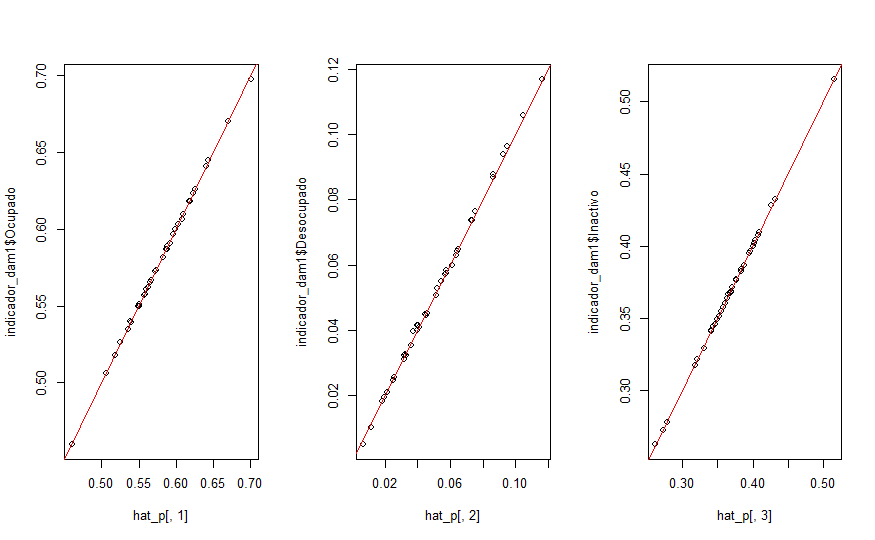 indicador_dam1$Ocupado
0.70
0.65
0.60
0.55
0.50
0.50 0.55 0.60 0.65 0.70
hat_p[, 1]
indicador_dam1$Desocupado
0.12
0.10
0.08
0.06
0.04
0.02
0.02 0.06 0.10
hat_p[, 2]
indicador_dam1$Inactivo
0.50
0.45
0.40
0.35
0.30
0.30 0.40 0.50
hat_p[, 3]